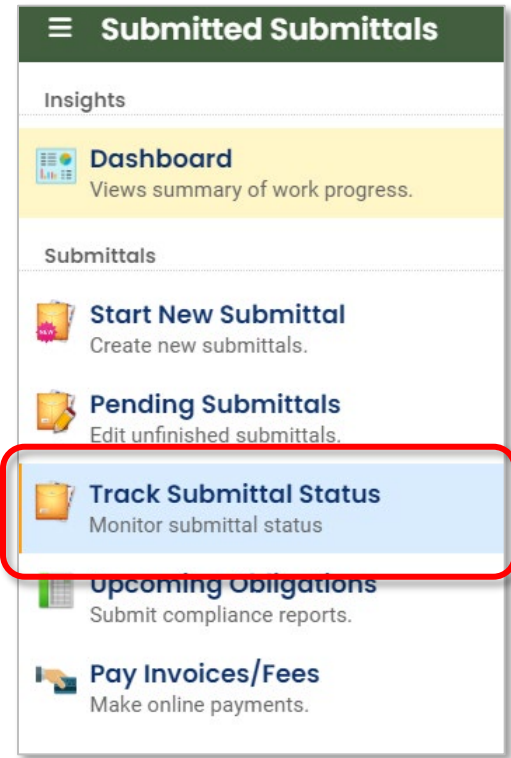 ≡ Submitted Submittals
Insights
Dashboard
Views summary of work progress.
Submittals
NEW
Start New Submittal
Create new submittals.
Pending Submittals
Edit unfinished submittals.
Track Submittal Status
Monitor submittal status
Upcoming Obligations
Submit compliance reports.
Pay Invoices/Fees
Make online payments.